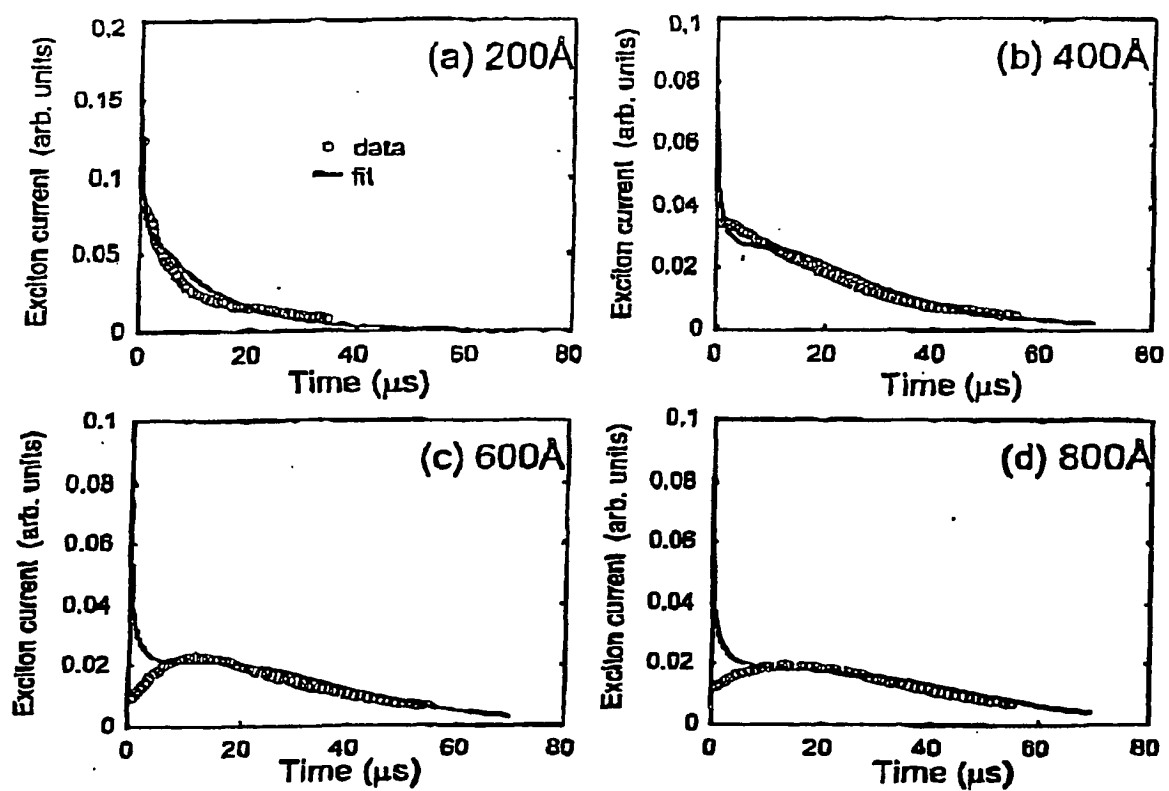 (a) 200Å
Exciton current (arb. units)
0.2
0.15
0.1
0.05
0
o data
— fit
0 20 40 60 80
Time (μs)
(b) 400Å
Exciton current (arb. units)
0.1
0.08
0.06
0.04
0.02
0
0 20 40 60 80
Time (μs)
(c) 600Å
Exciton current (arb. units)
0.1
0.08
0.06
0.04
0.02
0
0 20 40 60 80
Time (μs)
(d) 800Å
Exciton current (arb. units)
0.1
0.08
0.06
0.04
0.02
0
0 20 40 60 80
Time (μs)